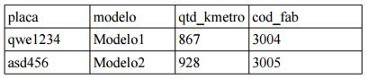 placa modelo qtd_kmetro cod_fab
qwe1234 Modelo1 867 3004
asd456 Modelo2 928 3005